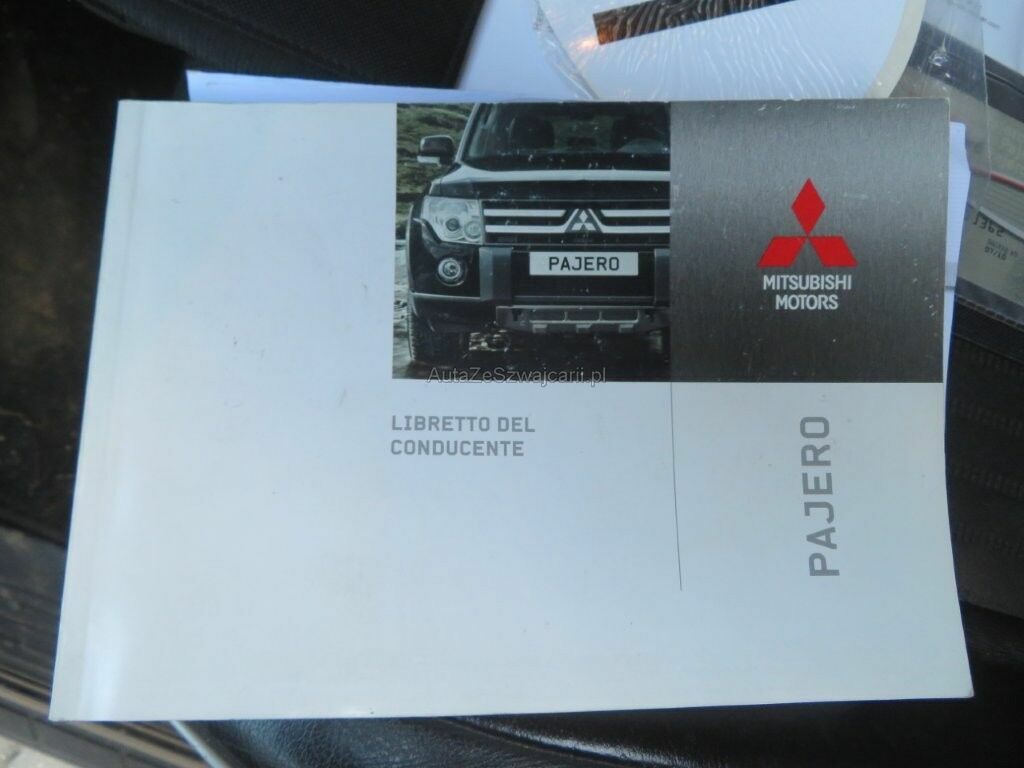 PAJERO
MITSUBISHI
MOTORS
AutaZeSzwajcarii.pl
LIBRETTO DEL
CONDUCENTE
PAJERO